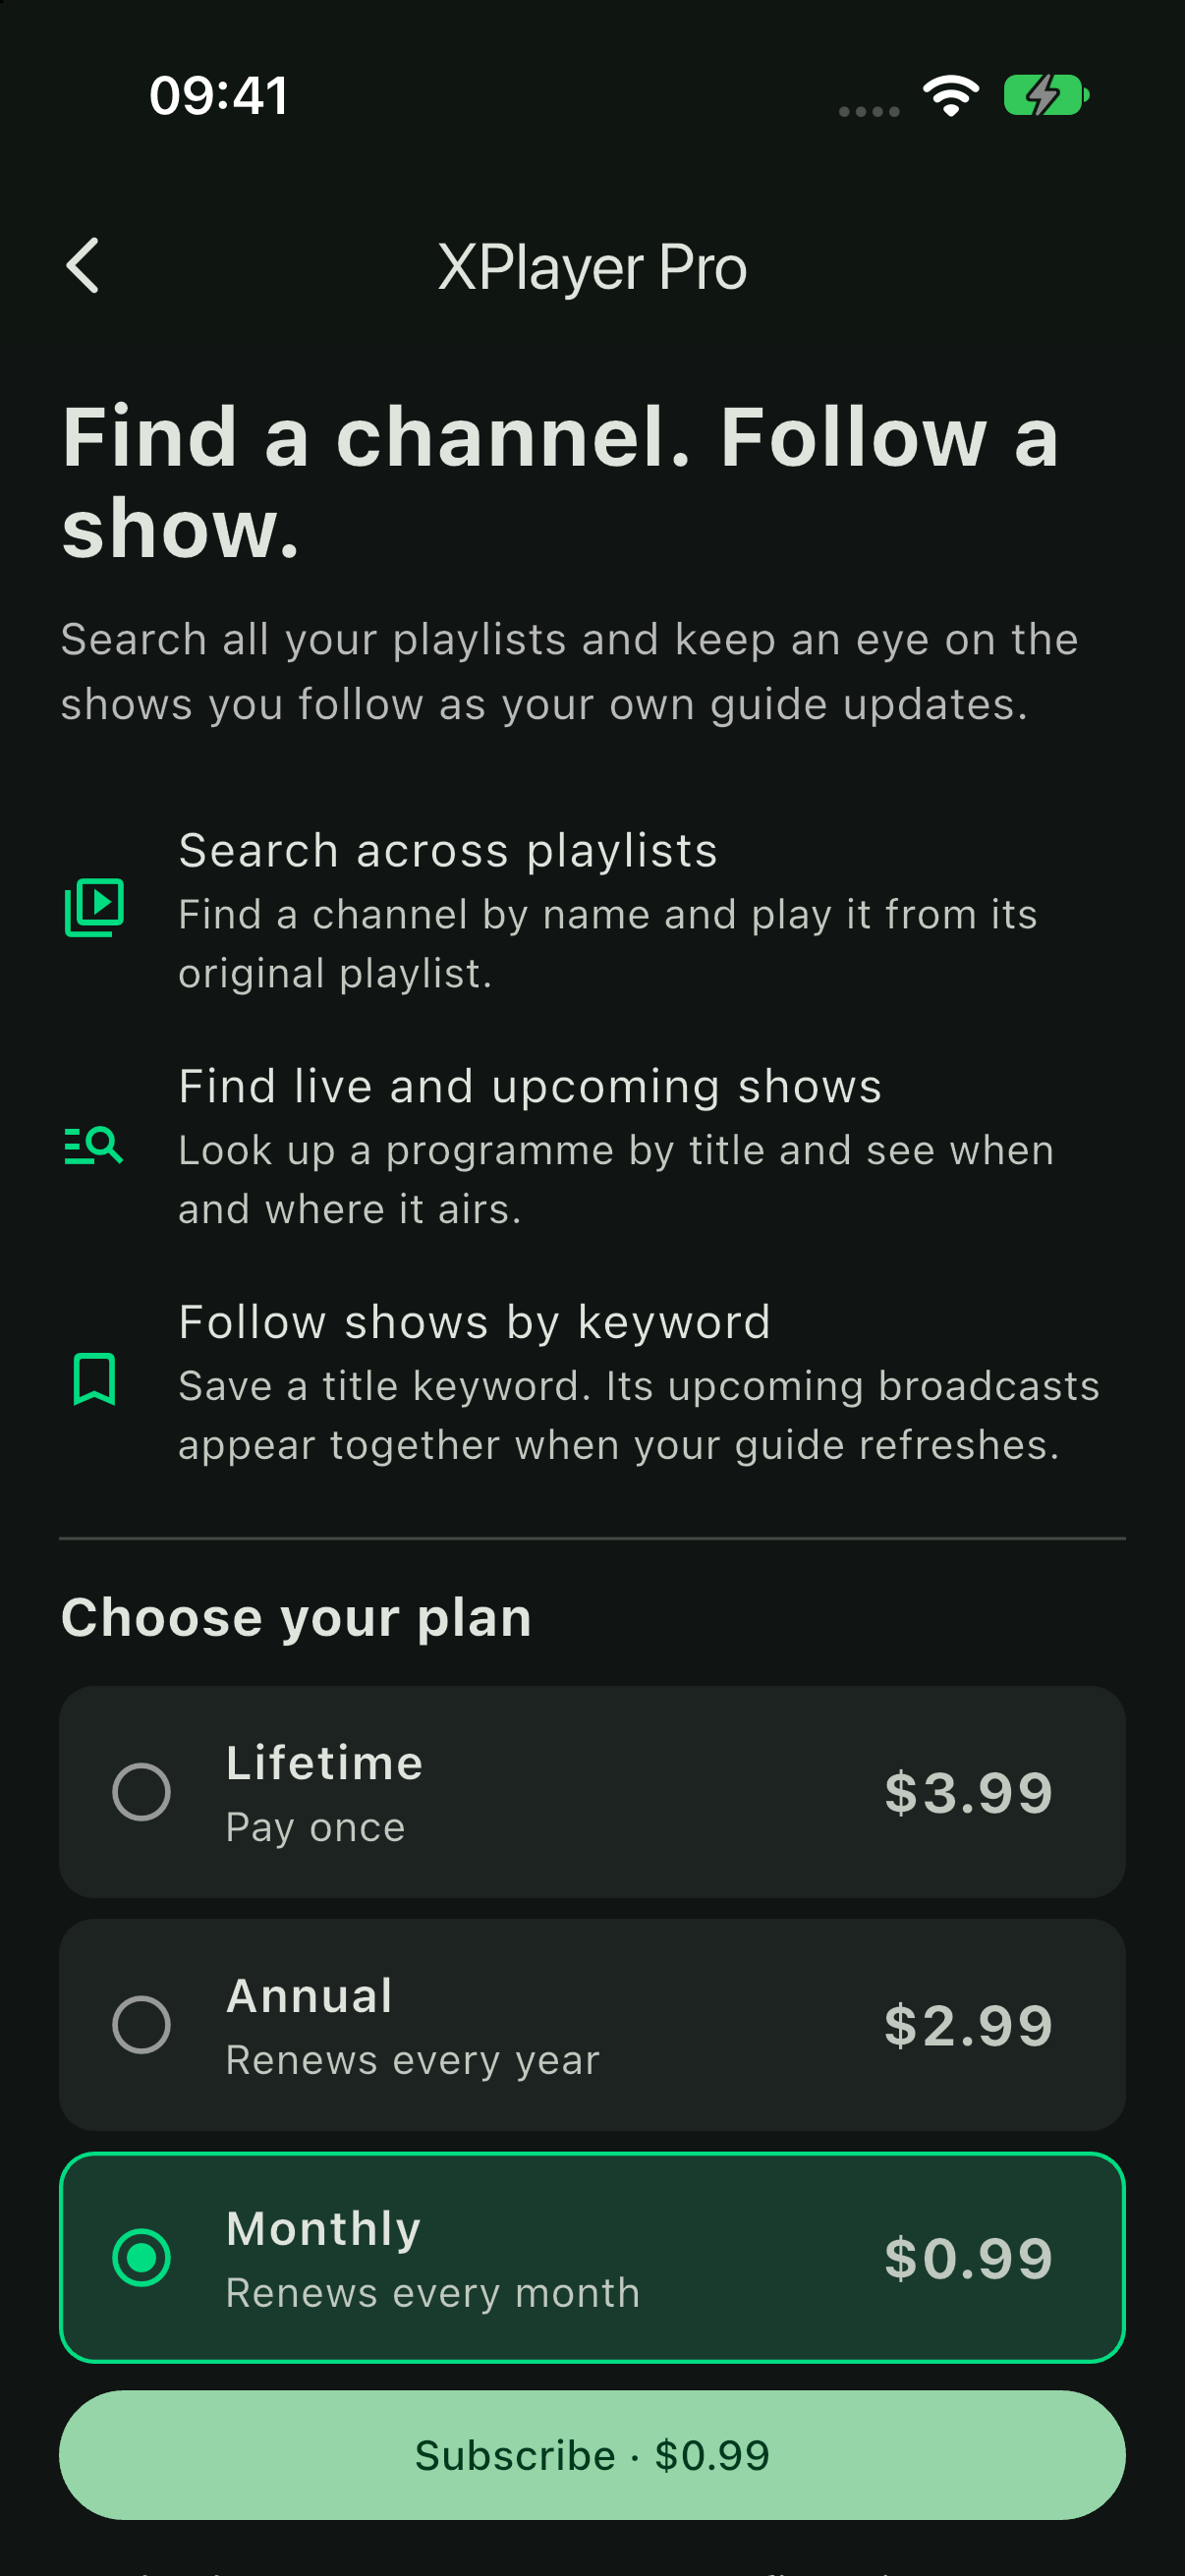 09:41
XPlayer Pro
Find a channel. Follow a
show.
Search all your playlists and keep an eye on the
shows you follow as your own guide updates.
Search across playlists
Find a channel by name and play it from its
original playlist.
Find live and upcoming shows
Look up a programme by title and see when
and where it airs.
Follow shows by keyword
Save a title keyword. Its upcoming broadcasts
appear together when your guide refreshes.
Choose your plan
Lifetime
$3.99
Pay once
Annual
$2.99
Renews every year
Monthly
$0.99
Renews every month
Subscribe · $0.99